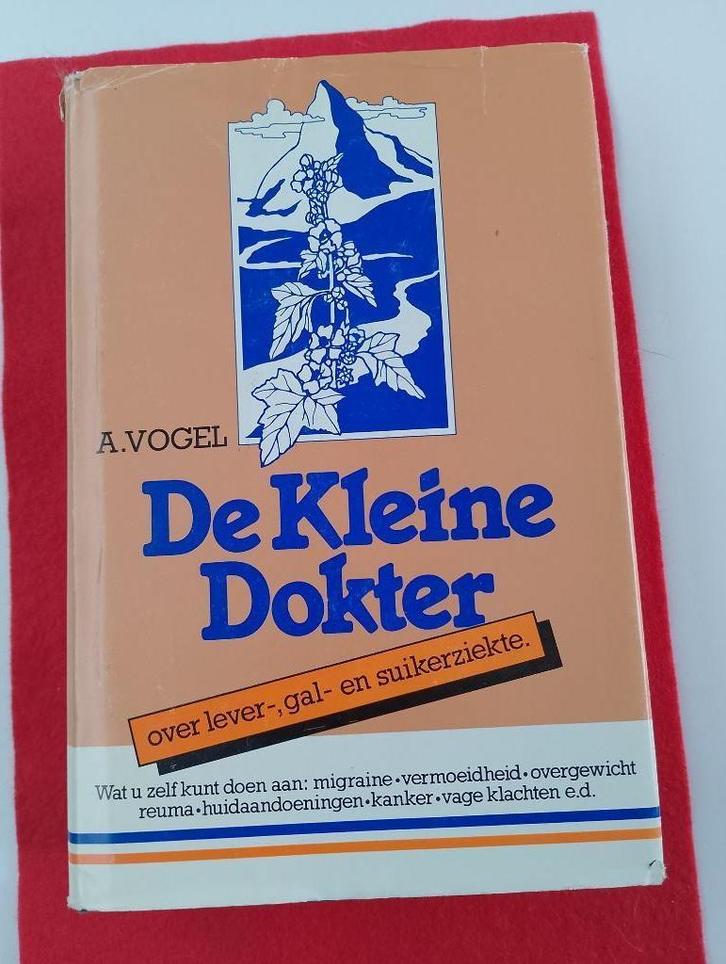 A.VOGEL
De Kleine
Dokter
over lever-, gal- en suikerziekte.
Wat u zelf kunt doen aan: migraine•vermoeidheid•overgewicht
reuma•huidaandoeningen•kanker•vage klachten e.d.